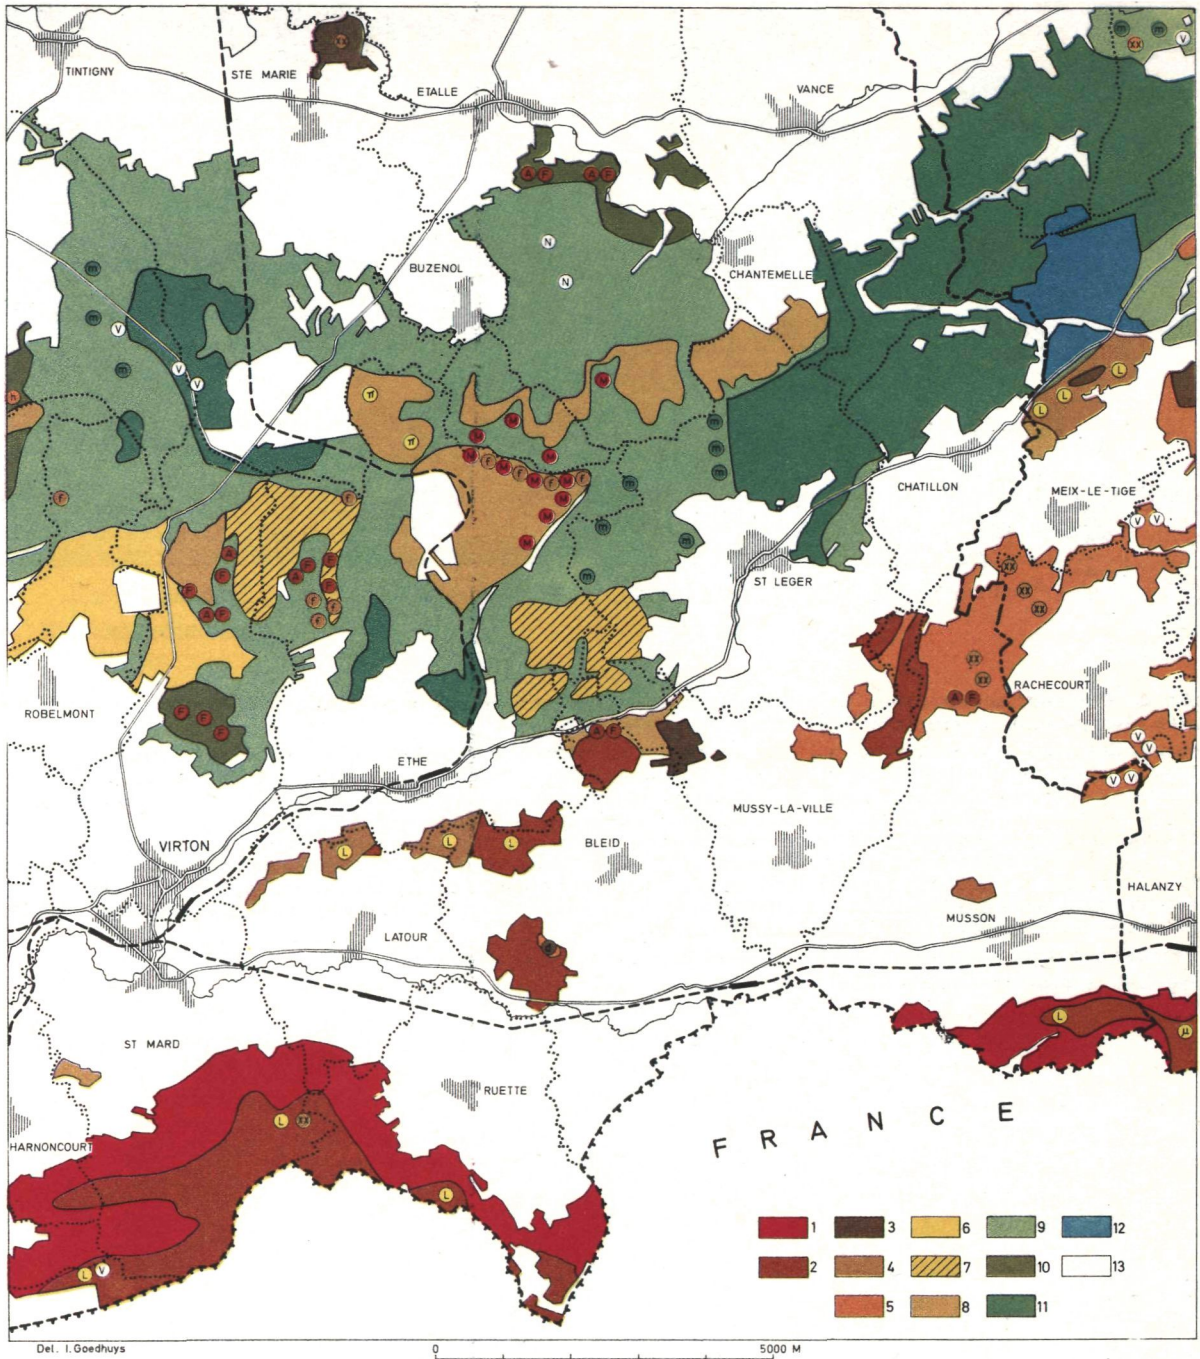 TINTIGNY
STE MARIE
ETALLE
VANCE
BUZENOL
CHANTEMELLE
CHATILLON
MEIX-LE-TIGE
ST LEGER
ROBELMONT
RACHECOURT
ETHE
VIRTON
BLEID
MUSSY-LA-VILLE
HALANZY
MUSSON
LATOUR
ST MARD
RUETTE
HARNONCOURT
FRANCE
1 3 6 9 12
2 4 7 10 13
5 8 11
Del. I. Goedhuys
0 5000 M